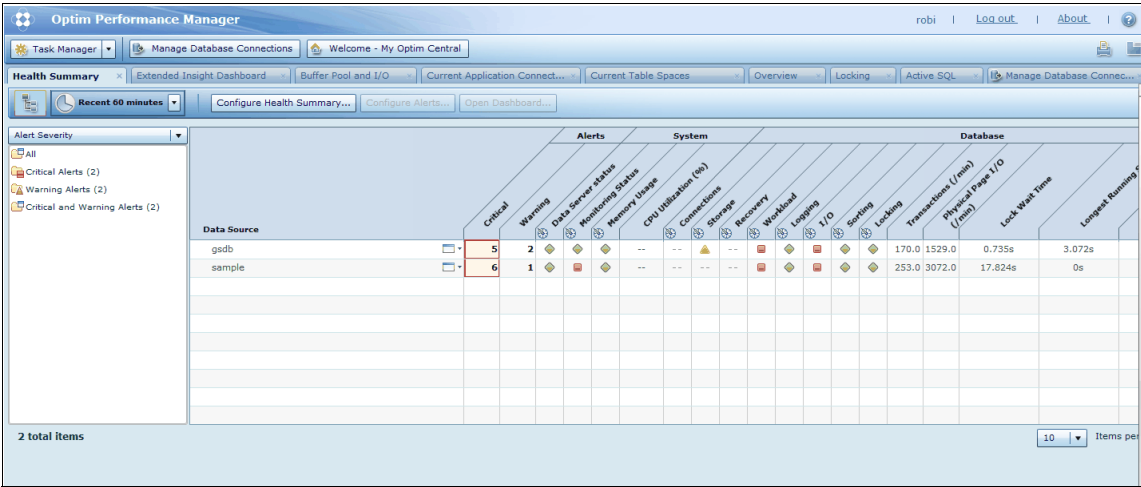 Optim Performance Manager
robi | Log out | About | ?
Task Manager Manage Database Connections Welcome - My Optim Central
Health Summary × Extended Insight Dashboard Buffer Pool and I/O Current Application Connect... Current Table Spaces Overview Locking Active SQL Manage Database Connec...
Recent 60 minutes Configure Health Summary... Configure Alerts... Open Dashboard...
Alert Severity
All
Critical Alerts (2)
Warning Alerts (2)
Critical and Warning Alerts (2)
Alerts System Database
Data Source
Critical
Warning
Data Server status
Monitoring Status
Memory Usage
CPU Utilization (%)
Connections
Storage
Recovery
Workload
Logging
I/O
Sorting
Locking
Transactions (/min)
Physical Page I/O (/min)
Lock Wait Time
Longest Running
gsdb 5 2 -- -- -- 170.0 1529.0 0.735s 3.072s
sample 6 1 -- -- -- -- 253.0 3072.0 17.824s 0s
2 total items
10 Items per